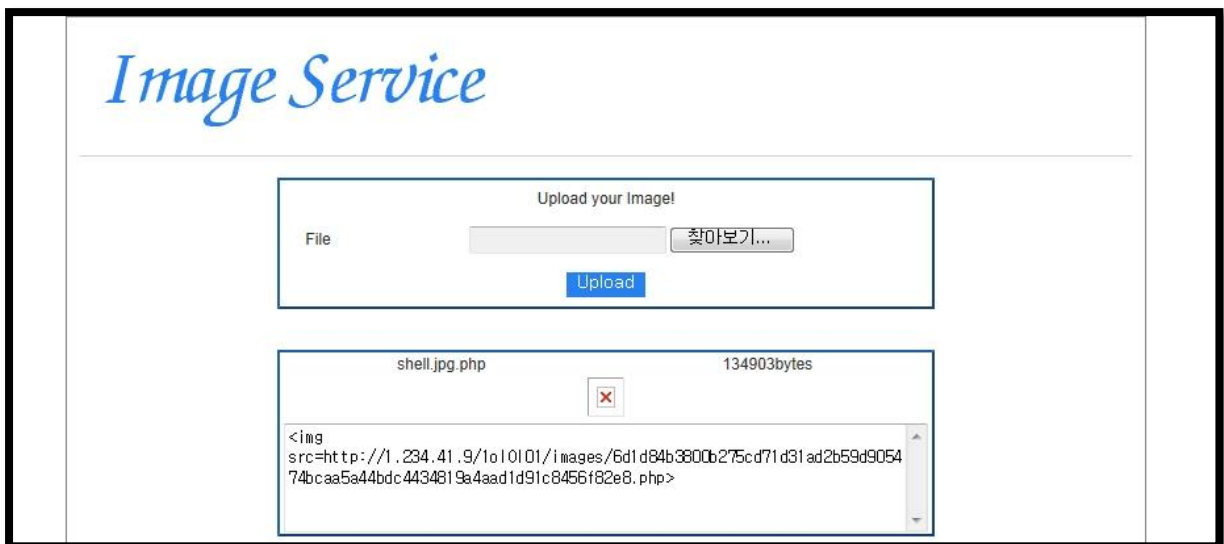 Image Service
Upload your Image!
File 찾아보기...
Upload
shell.jpg.php 134903bytes
<img
src=http://1.234.41.9/1ol0l01/images/6d1d84b3800b275cd71d31ad2b59d9054
74bcaa5a44bdc4434819a4aad1d91c8456f82e8.php>